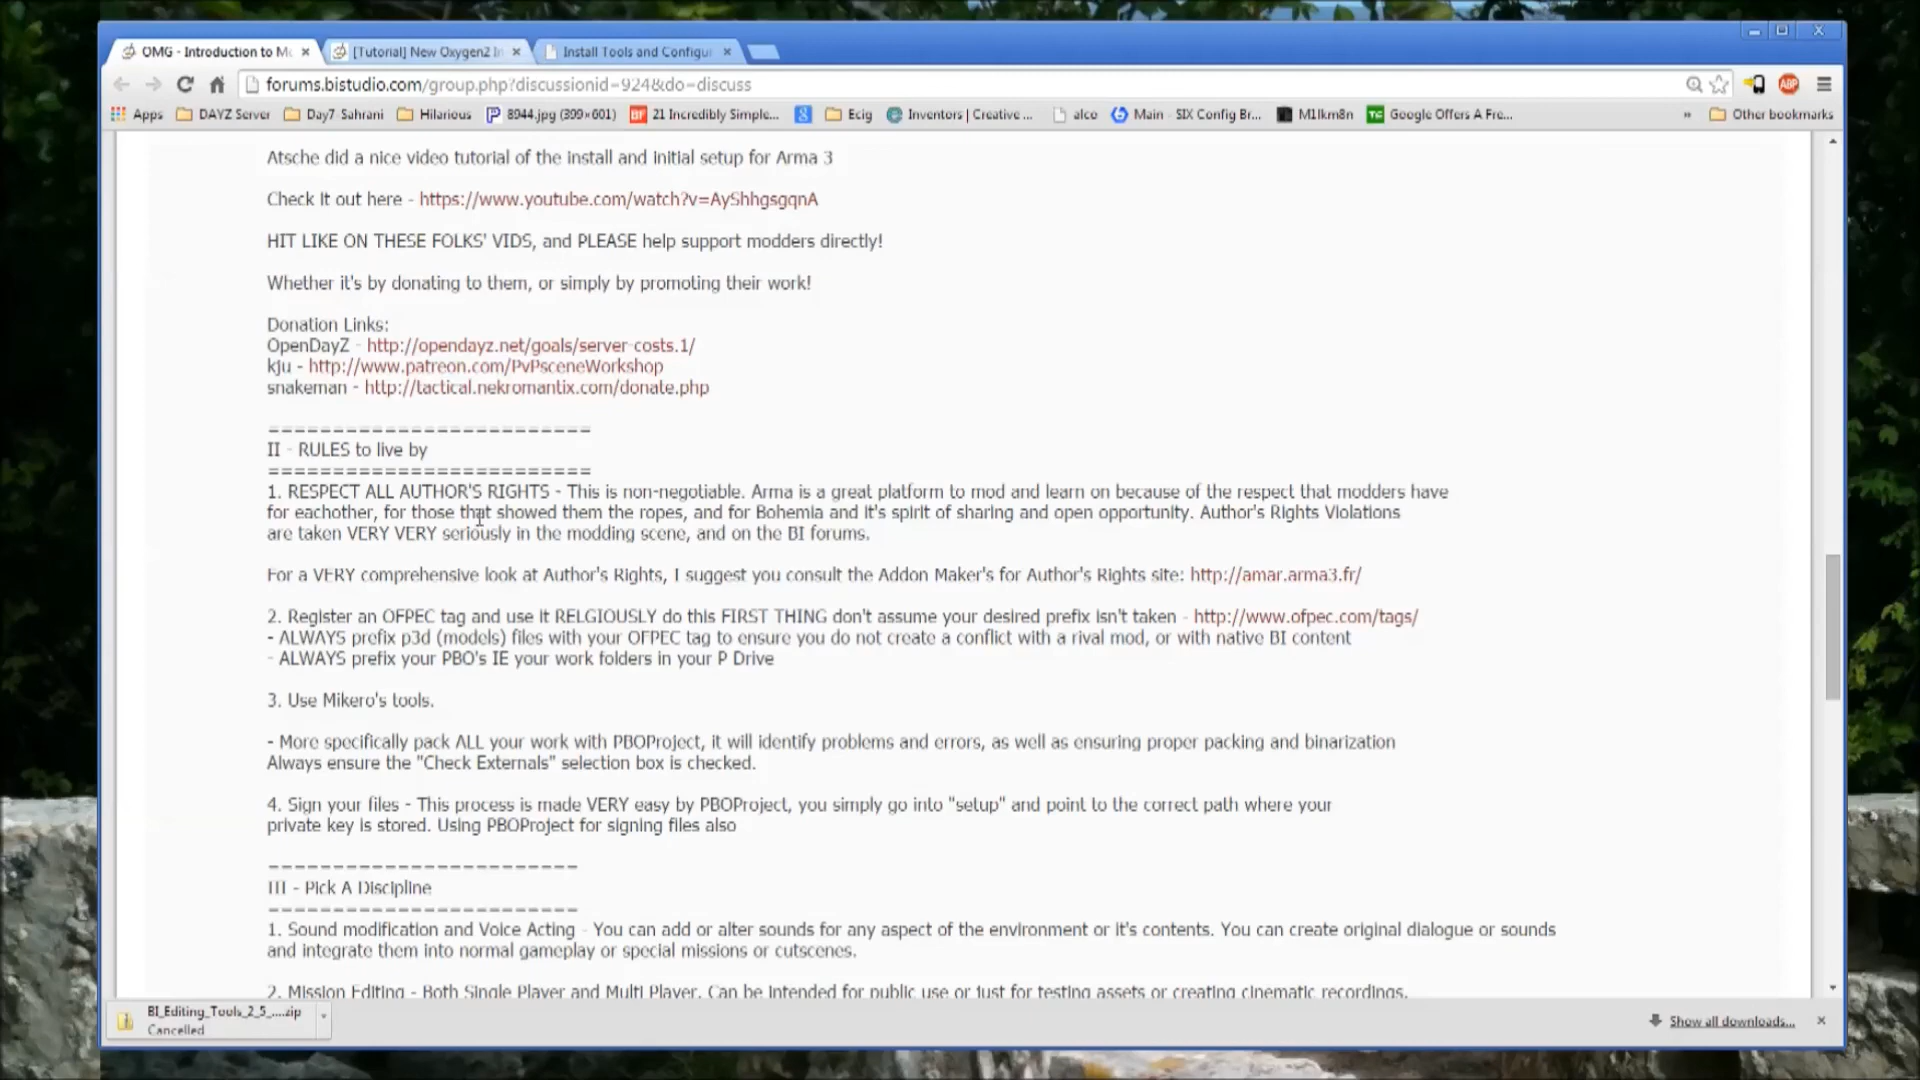 OMG - Introduction to Mo
[Tutorial] New Oxygen2 In
Install Tools and Configur
forums.bistudio.com/group.php?discussionid=924&do=discuss
Apps DAYZ Server Day7 Sahrani Hilarious 8944.jpg (399×601) 21 Incredibly Simple... Ecig Inventors | Creative ... alco Main - SIX Config Br... M1lkm8n Google Offers A Fre... » Other bookmarks
Atsche did a nice video tutorial of the install and initial setup for Arma 3
Check it out here - https://www.youtube.com/watch?v=AyShhgsgqnA
HIT LIKE ON THESE FOLKS' VIDS, and PLEASE help support modders directly!
Whether it's by donating to them, or simply by promoting their work!
Donation Links:
OpenDayZ - http://opendayz.net/goals/server-costs.1/
kju - http://www.patreon.com/PvPsceneWorkshop
snakeman - http://tactical.nekromantix.com/donate.php
========================
II - RULES to live by
========================
1. RESPECT ALL AUTHOR'S RIGHTS - This is non-negotiable. Arma is a great platform to mod and learn on because of the respect that modders have
for eachother, for those that showed them the ropes, and for Bohemia and it's spirit of sharing and open opportunity. Author's Rights Violations
are taken VERY VERY seriously in the modding scene, and on the BI forums.
For a VERY comprehensive look at Author's Rights, I suggest you consult the Addon Maker's for Author's Rights site: http://amar.arma3.fr/
2. Register an OFPEC tag and use it RELGIOUSLY do this FIRST THING don't assume your desired prefix isn't taken - http://www.ofpec.com/tags/
- ALWAYS prefix p3d (models) files with your OFPEC tag to ensure you do not create a conflict with a rival mod, or with native BI content
- ALWAYS prefix your PBO's IE your work folders in your P Drive
3. Use Mikero's tools.
- More specifically pack ALL your work with PBOProject, it will identify problems and errors, as well as ensuring proper packing and binarization
Always ensure the "Check Externals" selection box is checked.
4. Sign your files - This process is made VERY easy by PBOProject, you simply go into "setup" and point to the correct path where your
private key is stored. Using PBOProject for signing files also
------------------------
III - Pick A Discipline
------------------------
1. Sound modification and Voice Acting - You can add or alter sounds for any aspect of the environment or it's contents. You can create original dialogue or sounds
and integrate them into normal gameplay or special missions or cutscenes.
2. Mission Editing - Both Single Player and Multi Player. Can be intended for public use or just for testing assets or creating cinematic recordings.
BI_Editing_Tools_2_5_....zip
Cancelled
Show all downloads...